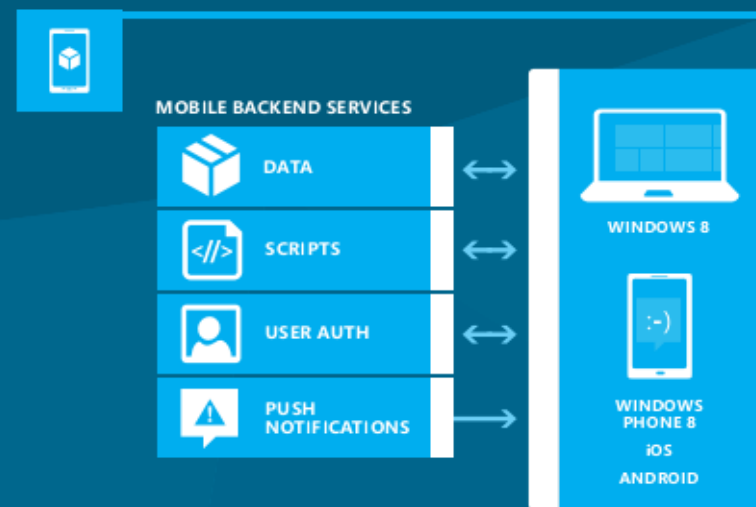 MOBILE BACKEND SERVICES
DATA
</>
SCRIPTS
USER AUTH
PUSH
NOTIFICATIONS
WINDOWS 8
:-)
WINDOWS
PHONE 8
iOS
ANDROID